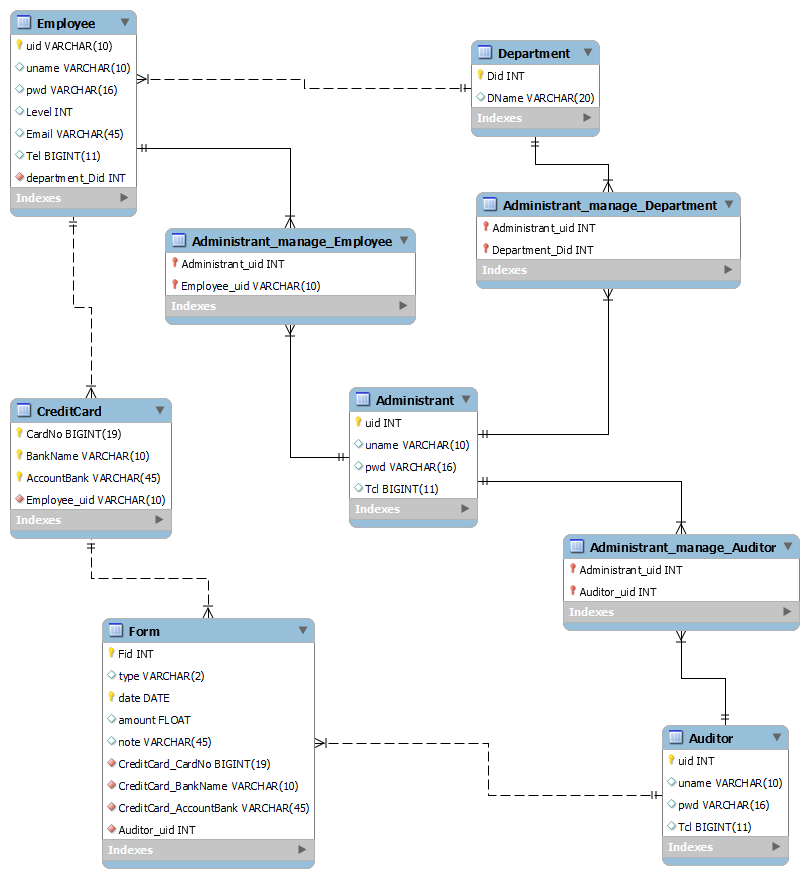 Employee
uid VARCHAR(10)
uname VARCHAR(10)
pwd VARCHAR(16)
Level INT
Email VARCHAR(45)
Tel BIGINT(11)
department_Did INT
Indexes
Department
Did INT
DName VARCHAR(20)
Indexes
Administrant_manage_Employee
Administrant_uid INT
Employee_uid VARCHAR(10)
Indexes
Administrant_manage_Department
Administrant_uid INT
Department_Did INT
Indexes
CreditCard
CardNo BIGINT(19)
BankName VARCHAR(10)
AccountBank VARCHAR(45)
Employee_uid VARCHAR(10)
Indexes
Administrant
uid INT
uname VARCHAR(10)
pwd VARCHAR(16)
Tcl BIGINT(11)
Indexes
Administrant_manage_Auditor
Administrant_uid INT
Auditor_uid INT
Indexes
Form
Fid INT
type VARCHAR(2)
date DATE
amount FLOAT
note VARCHAR(45)
CreditCard_CardNo BIGINT(19)
CreditCard_BankName VARCHAR(10)
CreditCard_AccountBank VARCHAR(45)
Auditor_uid INT
Indexes
Auditor
uid INT
uname VARCHAR(10)
pwd VARCHAR(16)
Tcl BIGINT(11)
Indexes